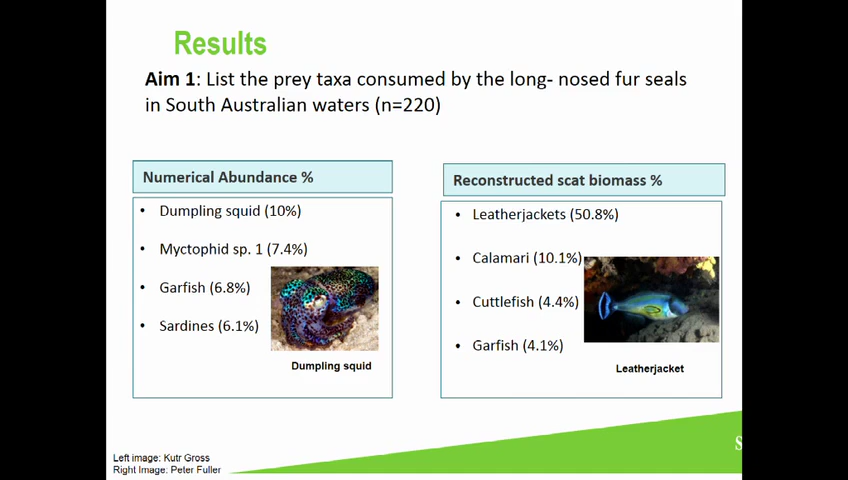 Results
Aim 1: List the prey taxa consumed by the long- nosed fur seals
in South Australian waters (n=220)
Numerical Abundance %
• Dumpling squid (10%)
• Myctophid sp. 1 (7.4%)
• Garfish (6.8%)
• Sardines (6.1%)
Dumpling squid
Reconstructed scat biomass %
• Leatherjackets (50.8%)
• Calamari (10.1%)
• Cuttlefish (4.4%)
• Garfish (4.1%)
Leatherjacket
S
Left image: Kutr Gross
Right Image: Peter Fuller